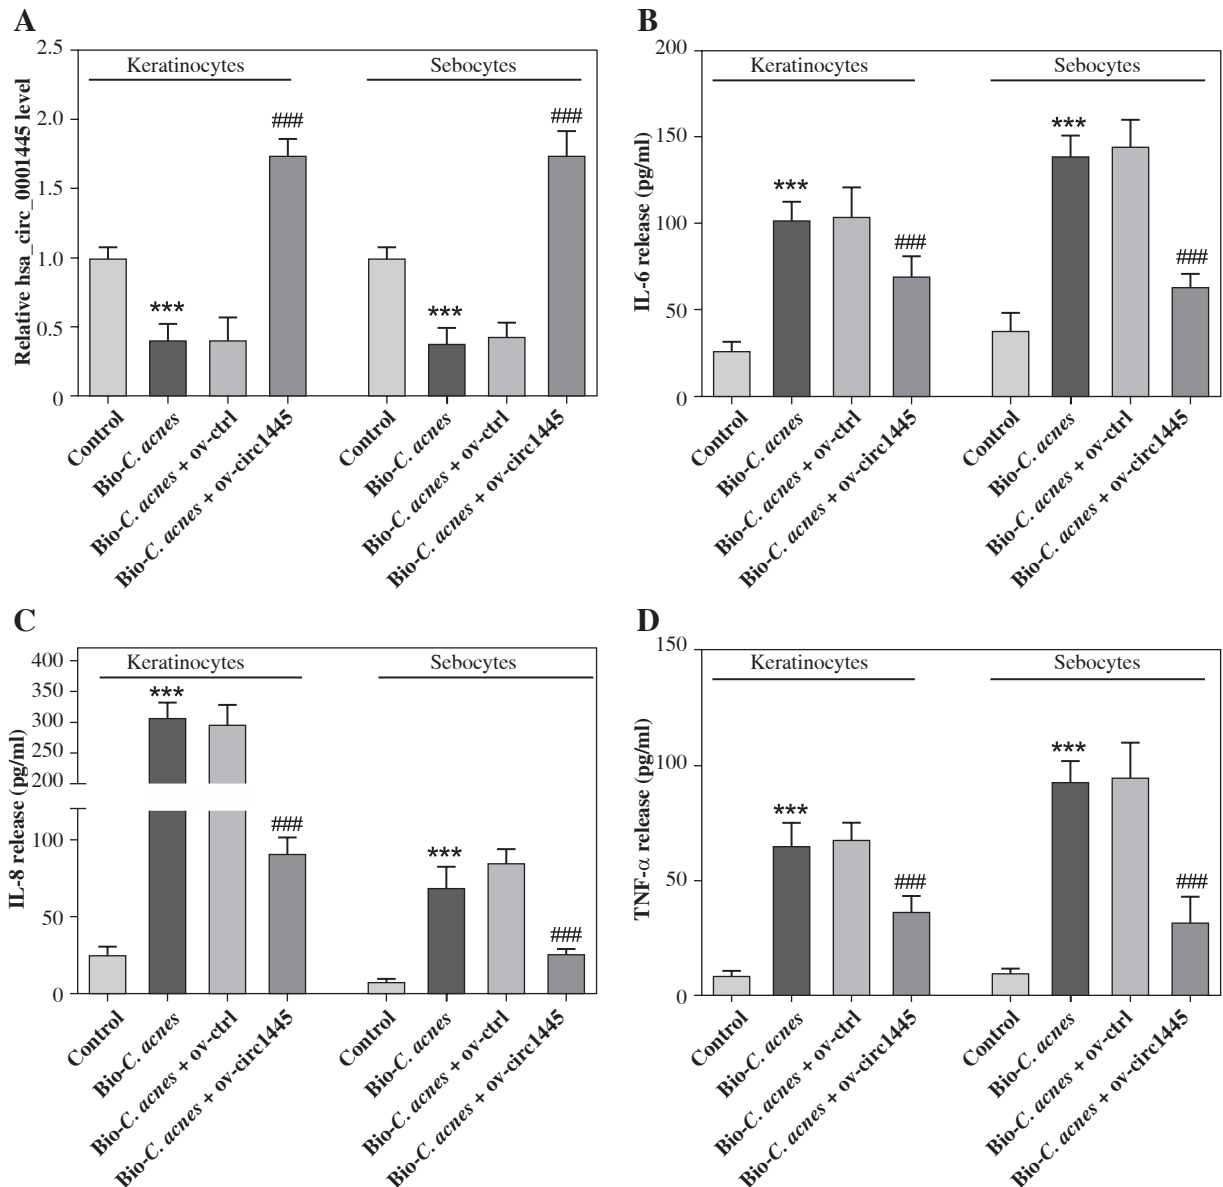 A
Relative hsa_circ_0001445 level
2.5
2.0
1.5
1.0
0.5
0
Keratinocytes
Sebocytes
***
###
***
###
Control
Bio-C. acnes
Bio-C. acnes + ov-ctrl
Bio-C. acnes + ov-circ1445
Control
Bio-C. acnes
Bio-C. acnes + ov-ctrl
Bio-C. acnes + ov-circ1445
B
IL-6 release (pg/ml)
200
150
100
50
0
Keratinocytes
Sebocytes
***
###
***
###
Control
Bio-C. acnes
Bio-C. acnes + ov-ctrl
Bio-C. acnes + ov-circ1445
Control
Bio-C. acnes
Bio-C. acnes + ov-ctrl
Bio-C. acnes + ov-circ1445
C
IL-8 release (pg/ml)
400
350
300
250
200
100
50
0
Keratinocytes
Sebocytes
***
###
***
###
Control
Bio-C. acnes
Bio-C. acnes + ov-ctrl
Bio-C. acnes + ov-circ1445
Control
Bio-C. acnes
Bio-C. acnes + ov-ctrl
Bio-C. acnes + ov-circ1445
D
TNF-α release (pg/ml)
150
100
50
0
Keratinocytes
Sebocytes
***
###
***
###
Control
Bio-C. acnes
Bio-C. acnes + ov-ctrl
Bio-C. acnes + ov-circ1445
Control
Bio-C. acnes
Bio-C. acnes + ov-ctrl
Bio-C. acnes + ov-circ1445